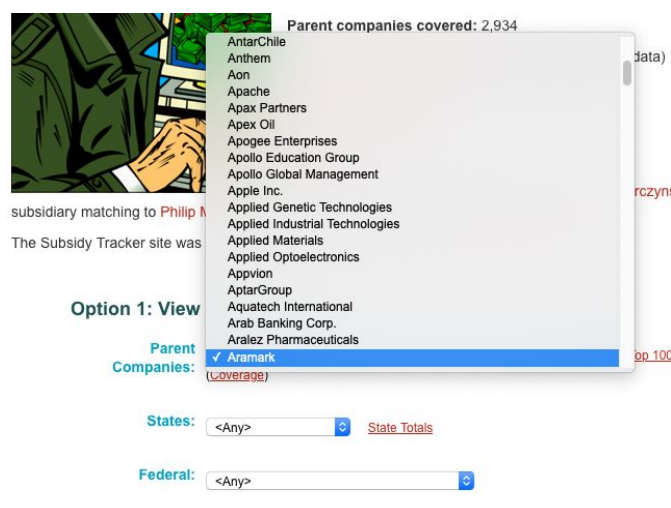 Parent companies covered: 2,934
AntarChile
Anthem
data)
Aon
Apache
Apax Partners
Apex Oil
Apogee Enterprises
Apollo Education Group
Apollo Global Management
Apple Inc.
subsidiary matching to Philip
Applied Genetic Technologies
Applied Industrial Technologies
The Subsidy Tracker site was
Applied Materials
Applied Optoelectronics
Appvion
AptarGroup
Option 1: View
Aquatech International
Arab Banking Corp.
Aralez Pharmaceuticals
Parent Companies:
✓ Aramark
Top 100
(Coverage)
States: <Any> State Totals
Federal: <Any>